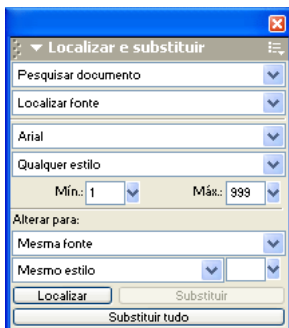 Localizar e substituir
Pesquisar documento
Localizar fonte
Arial
Qualquer estilo
Mín.: 1 Máx.: 999
Alterar para:
Mesma fonte
Mesmo estilo
Localizar Substituir
Substituir tudo